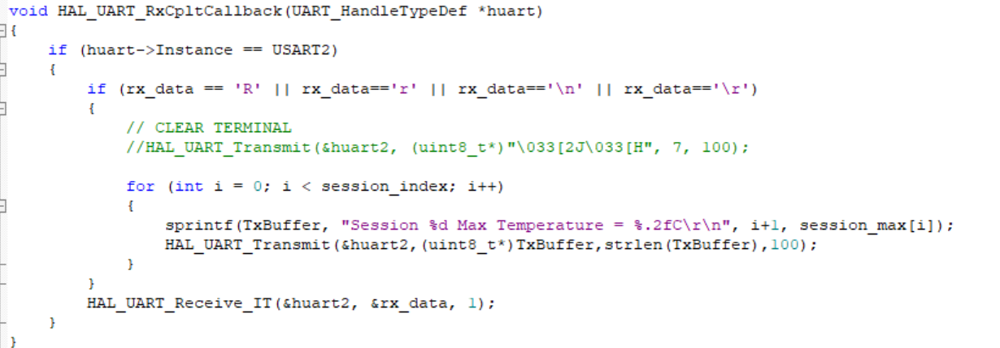 void HAL_UART_RxCpltCallback(UART_HandleTypeDef *huart)
{
    if (huart->Instance == USART2)
    {
        if (rx_data == 'R' || rx_data=='r' || rx_data=='\n' || rx_data=='\r')
        {
            // CLEAR TERMINAL
            //HAL_UART_Transmit(&huart2, (uint8_t*)"\033[2J\033[H", 7, 100);

            for (int i = 0; i < session_index; i++)
            {
                sprintf(TxBuffer, "Session %d Max Temperature = %.2fC\r\n", i+1, session_max[i]);
                HAL_UART_Transmit(&huart2,(uint8_t*)TxBuffer,strlen(TxBuffer),100);
            }
        }
        HAL_UART_Receive_IT(&huart2, &rx_data, 1);
    }
}